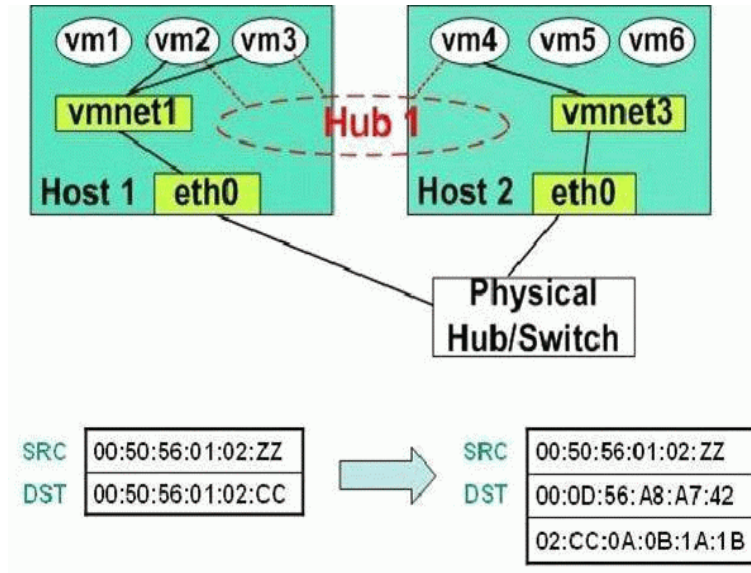 vm1 vm2 vm3 vm4 vm5 vm6
vmnet1 Hub 1 vmnet3
Host 1 eth0 Host 2 eth0
Physical
Hub/Switch
SRC 00:50:56:01:02:ZZ SRC 00:50:56:01:02:ZZ
DST 00:50:56:01:02:CC DST 00:0D:56:A8:A7:42
02:CC:0A:0B:1A:1B